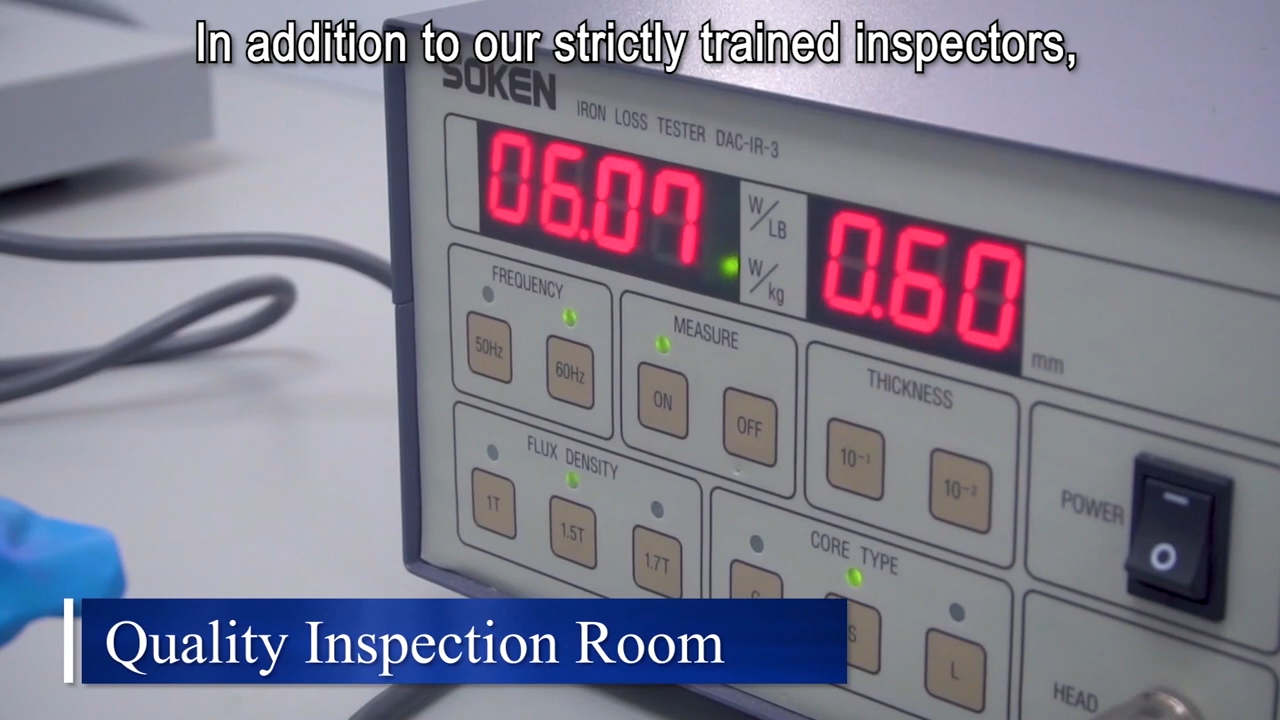 In addition to our strictly trained inspectors,
SOKEN
IRON LOSS TESTER DAC-IR-3
06.07
W/LB
W/kg
0.60
mm
FREQUENCY
50Hz
60Hz
MEASURE
ON
OFF
THICKNESS
10⁻¹
10⁻²
FLUX DENSITY
1T
1.5T
1.7T
CORE TYPE
S
L
POWER
HEAD
Quality Inspection Room